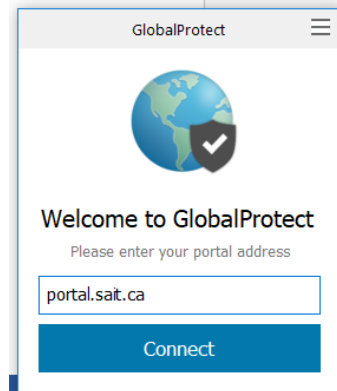 GlobalProtect
Welcome to GlobalProtect
Please enter your portal address
portal.sait.ca
Connect